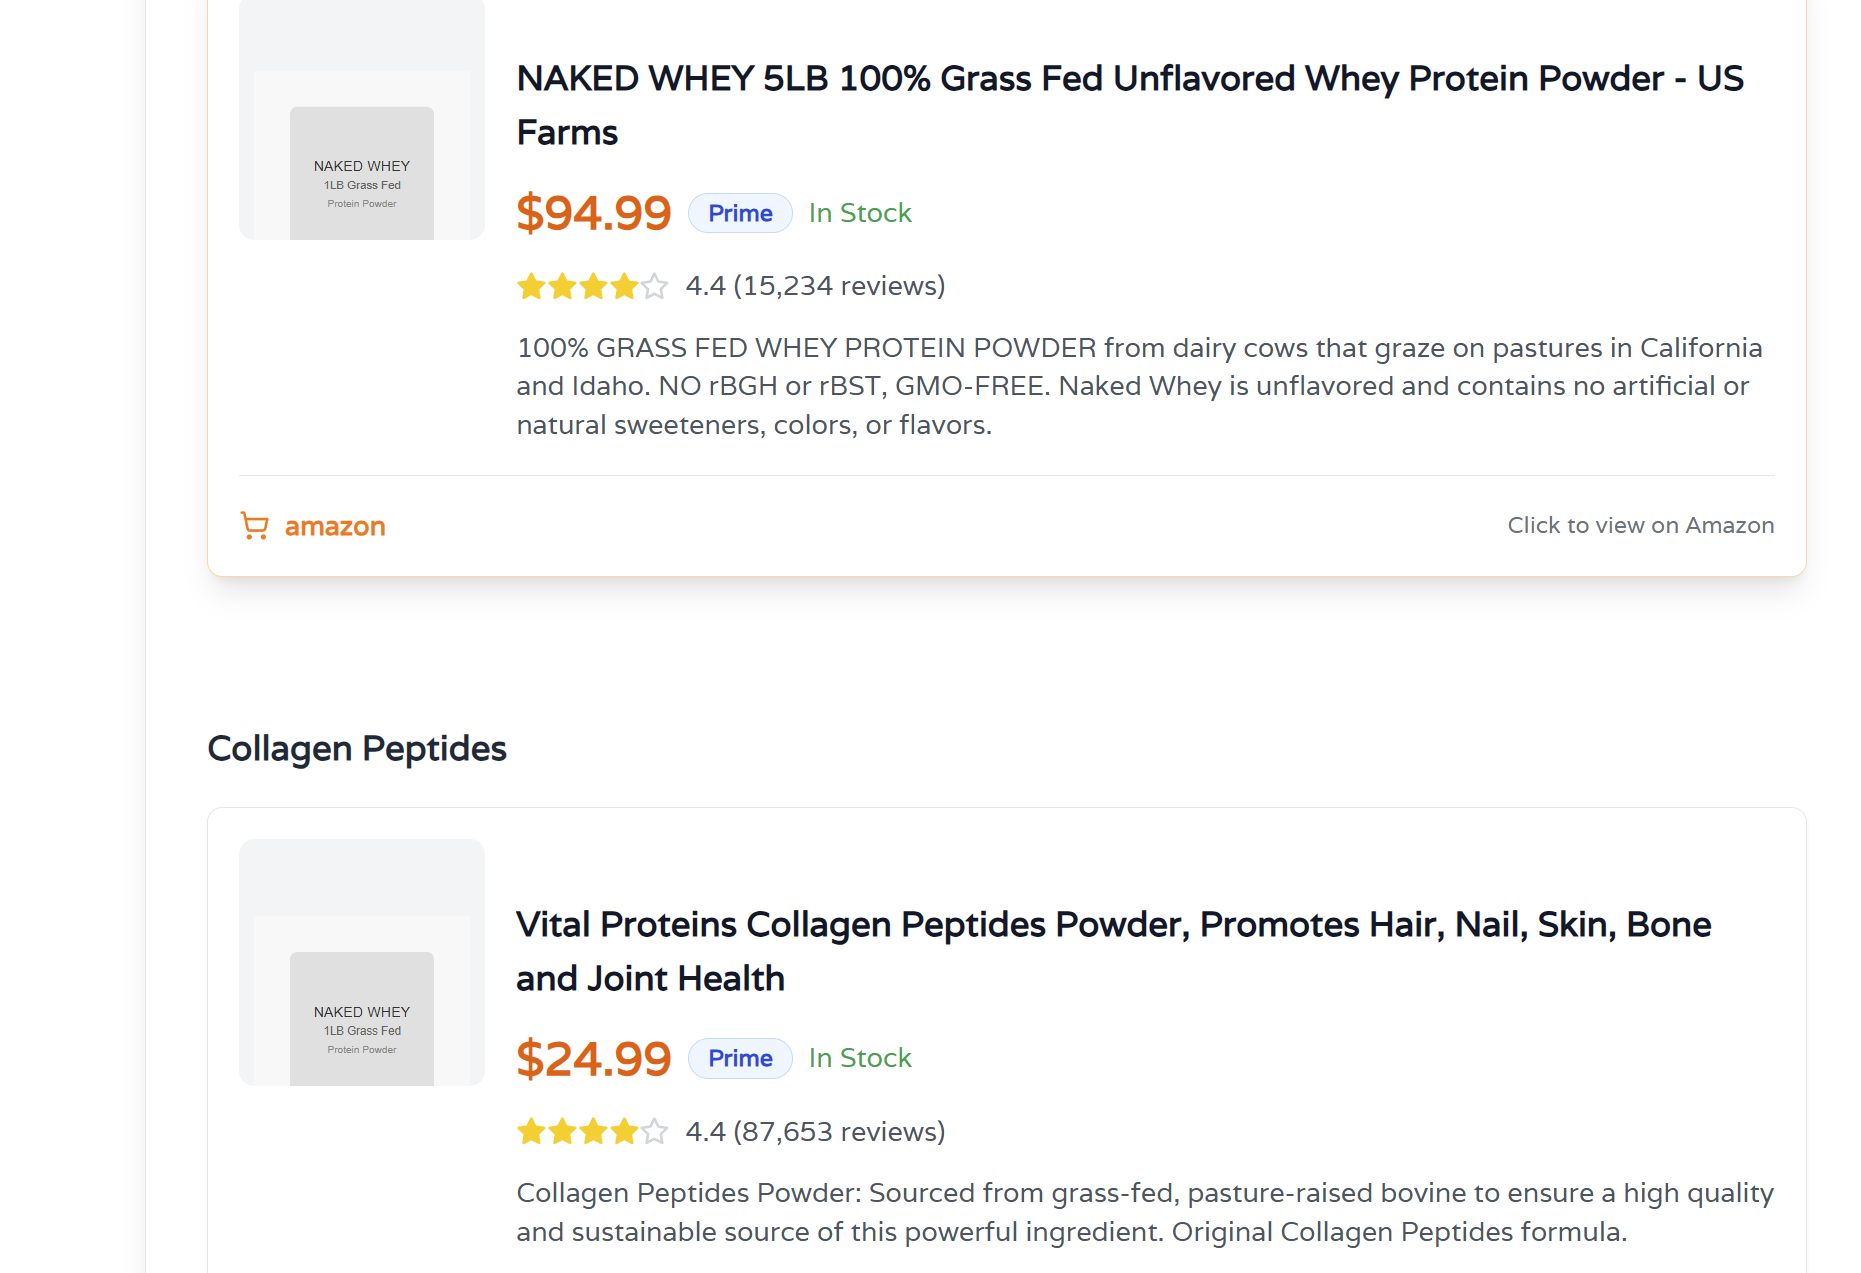 NAKED WHEY
1LB Grass Fed
Protein Powder
NAKED WHEY 5LB 100% Grass Fed Unflavored Whey Protein Powder - US
Farms
$94.99 Prime In Stock
4.4 (15,234 reviews)
100% GRASS FED WHEY PROTEIN POWDER from dairy cows that graze on pastures in California
and Idaho. NO rBGH or rBST, GMO-FREE. Naked Whey is unflavored and contains no artificial or
natural sweeteners, colors, or flavors.
amazon Click to view on Amazon
Collagen Peptides
NAKED WHEY
1LB Grass Fed
Protein Powder
Vital Proteins Collagen Peptides Powder, Promotes Hair, Nail, Skin, Bone
and Joint Health
$24.99 Prime In Stock
4.4 (87,653 reviews)
Collagen Peptides Powder: Sourced from grass-fed, pasture-raised bovine to ensure a high quality
and sustainable source of this powerful ingredient. Original Collagen Peptides formula.